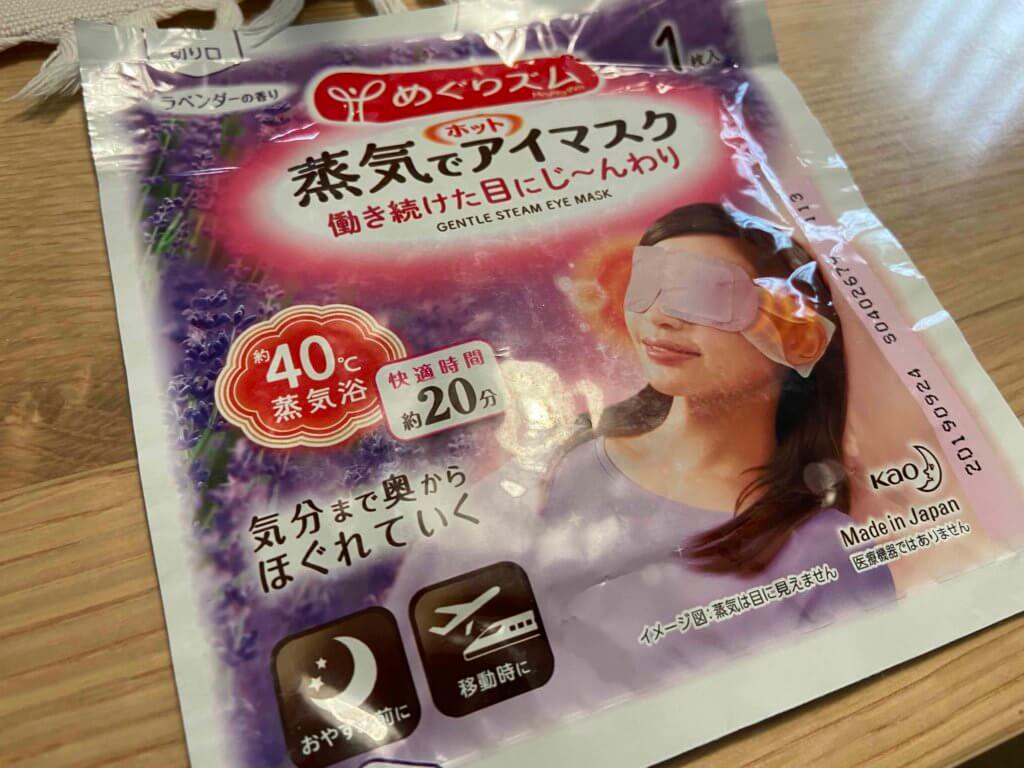 切り口
ラベンダーの香り
1枚入
めぐりズム
MegRhythm
蒸気でホットアイマスク
働き続けた目にじ〜んわり
GENTLE STEAM EYE MASK
約40℃
蒸気浴
快適時間
約20分
気分まで奥から
ほぐれていく
おやすみ前に
移動時に
Kao
Made in Japan
医療機器ではありません
イメージ図:蒸気は目に見えません
20190924